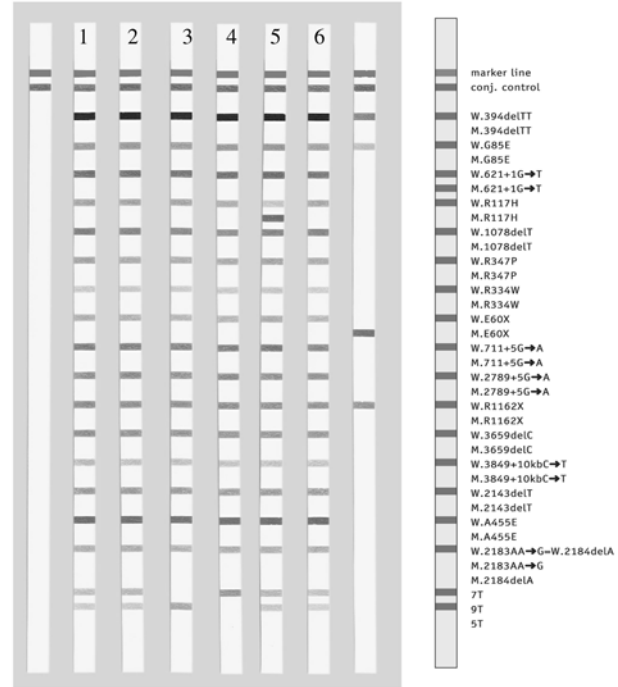 1 2 3 4 5 6
marker line
conj. control
W.394delTT
M.394delTT
W.G85E
M.G85E
W.621+1G➔T
M.621+1G➔T
W.R117H
M.R117H
W.1078delT
M.1078delT
W.R347P
M.R347P
W.R334W
M.R334W
W.E60X
M.E60X
W.711+5G➔A
M.711+5G➔A
W.2789+5G➔A
M.2789+5G➔A
W.R1162X
M.R1162X
W.3659delC
M.3659delC
W.3849+10kbC➔T
M.3849+10kbC➔T
W.2143delT
M.2143delT
W.A455E
M.A455E
W.2183AA➔G=W.2184delA
M.2183AA➔G
M.2184delA
7T
9T
5T